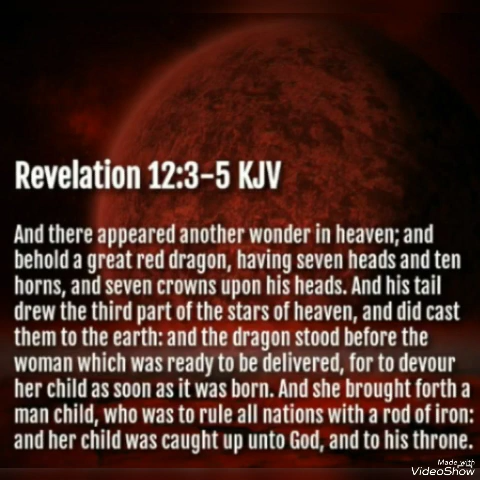 Revelation 12:3-5 KJV
And there appeared another wonder in heaven; and
behold a great red dragon, having seven heads and ten
horns, and seven crowns upon his heads. And his tail
drew the third part of the stars of heaven, and did cast
them to the earth: and the dragon stood before the
woman which was ready to be delivered, for to devour
her child as soon as it was born. And she brought forth a
man child, who was to rule all nations with a rod of iron:
and her child was caught up unto God, and to his throne.
Made with
VideoShow